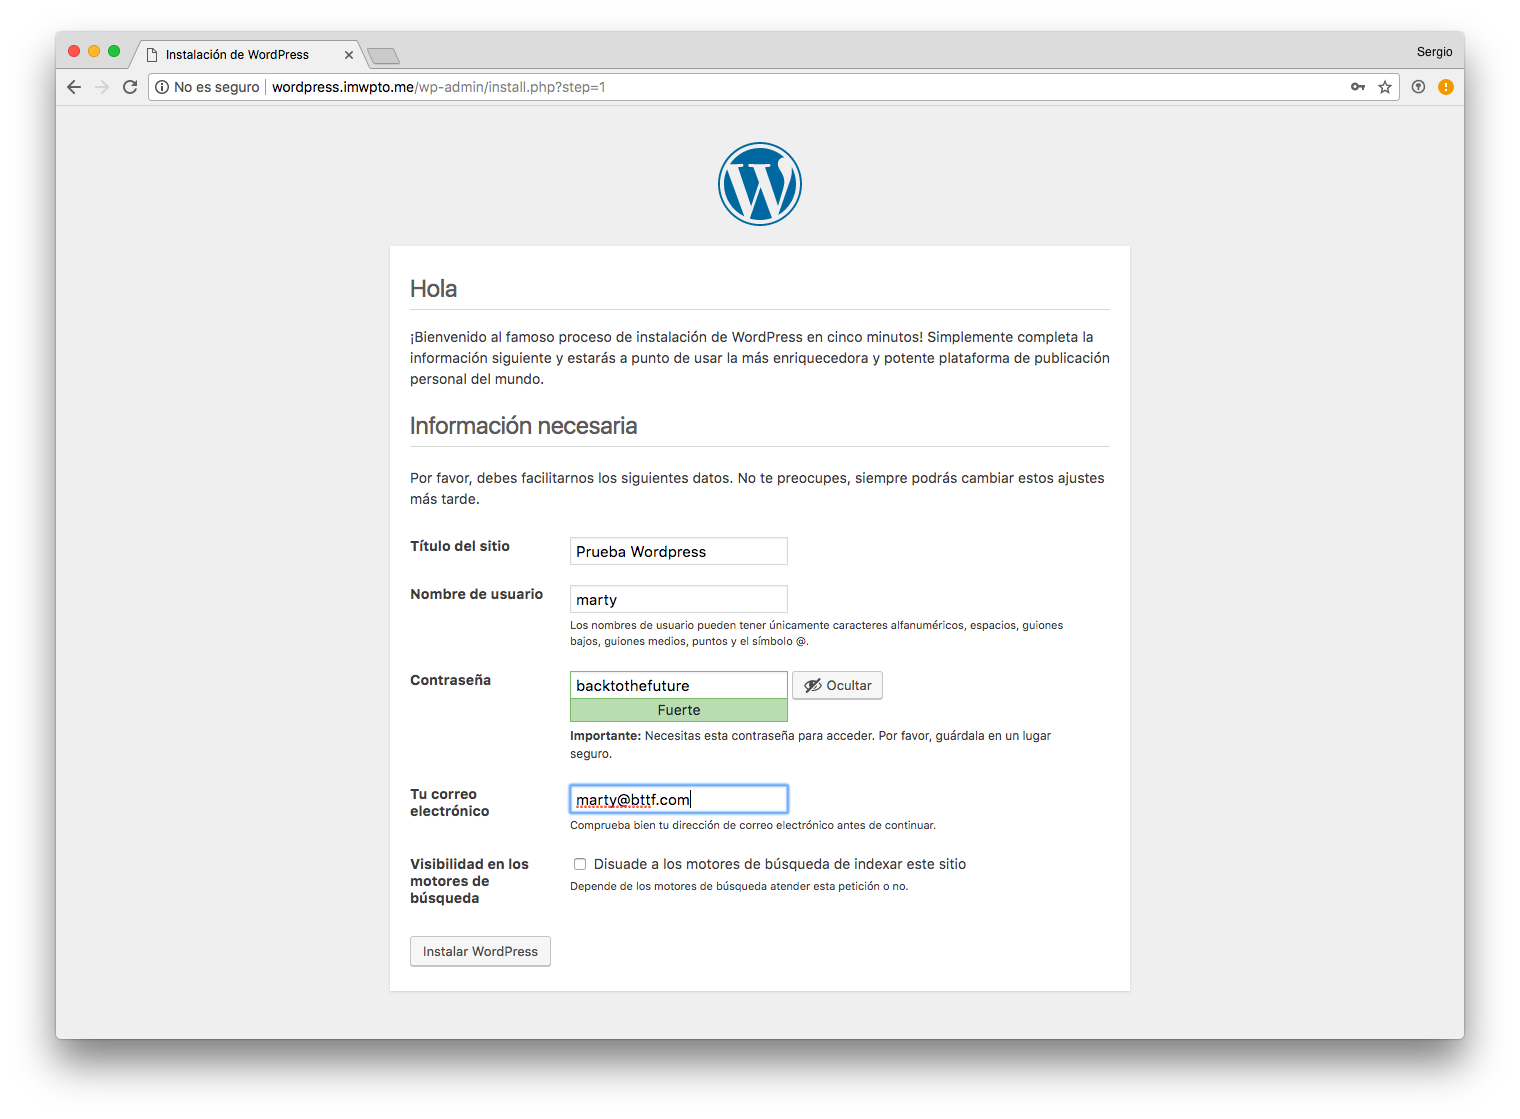 Instalación de WordPress
Sergio
No es seguro wordpress.imwpto.me/wp-admin/install.php?step=1
Hola
¡Bienvenido al famoso proceso de instalación de WordPress en cinco minutos! Simplemente completa la
información siguiente y estarás a punto de usar la más enriquecedora y potente plataforma de publicación
personal del mundo.
Información necesaria
Por favor, debes facilitarnos los siguientes datos. No te preocupes, siempre podrás cambiar estos ajustes
más tarde.
Título del sitio
Prueba Wordpress
Nombre de usuario
marty
Los nombres de usuario pueden tener únicamente caracteres alfanuméricos, espacios, guiones
bajos, guiones medios, puntos y el símbolo @.
Contraseña
backtothefuture
Ocultar
Fuerte
Importante: Necesitas esta contraseña para acceder. Por favor, guárdala en un lugar
seguro.
Tu correo
electrónico
marty@bttf.com
Comprueba bien tu dirección de correo electrónico antes de continuar.
Visibilidad en los
motores de
búsqueda
Disuade a los motores de búsqueda de indexar este sitio
Depende de los motores de búsqueda atender esta petición o no.
Instalar WordPress